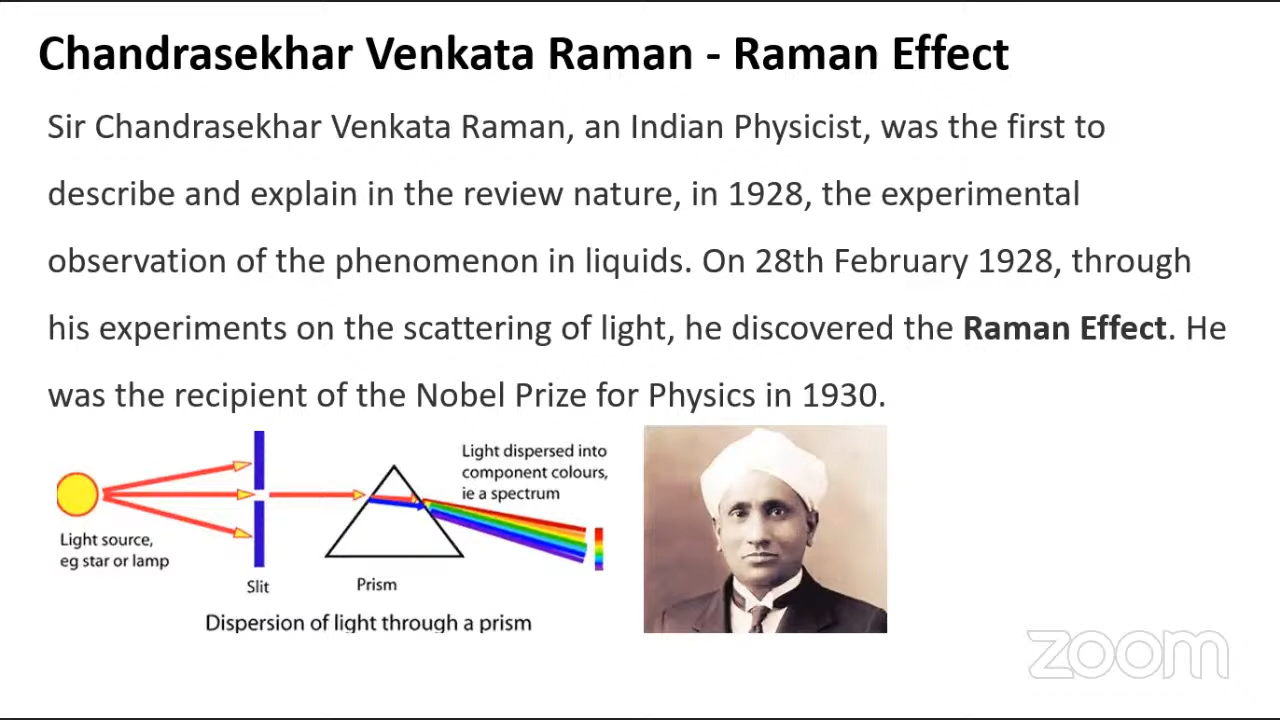 Chandrasekhar Venkata Raman - Raman Effect
Sir Chandrasekhar Venkata Raman, an Indian Physicist, was the first to
describe and explain in the review nature, in 1928, the experimental
observation of the phenomenon in liquids. On 28th February 1928, through
his experiments on the scattering of light, he discovered the Raman Effect. He
was the recipient of the Nobel Prize for Physics in 1930.
Light dispersed into
component colours,
ie a spectrum
Light source,
eg star or lamp
Slit
Prism
Dispersion of light through a prism
zoom